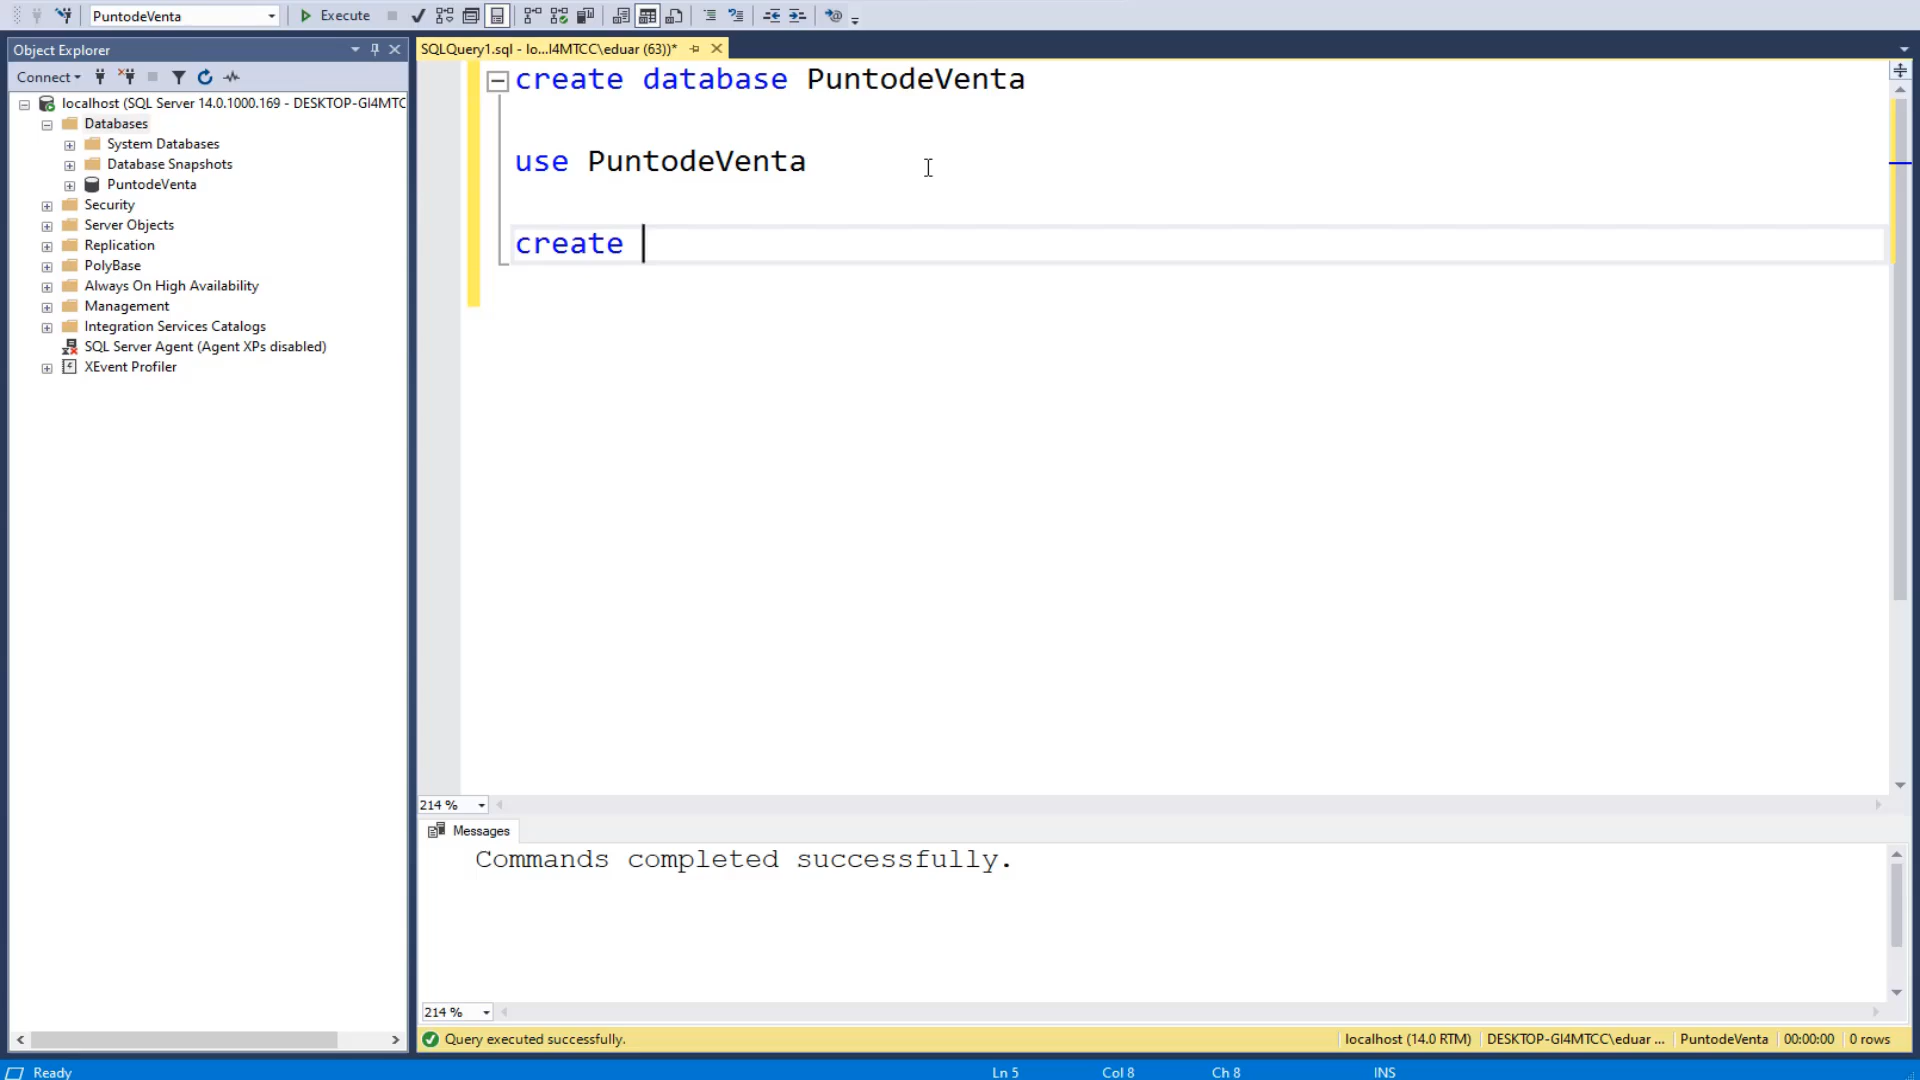 PuntodeVenta
Execute
Object Explorer
SQLQuery1.sql - lo...I4MTCC\eduar (63))*
Connect
localhost (SQL Server 14.0.1000.169 - DESKTOP-GI4MTC
Databases
System Databases
Database Snapshots
PuntodeVenta
Security
Server Objects
Replication
PolyBase
Always On High Availability
Management
Integration Services Catalogs
SQL Server Agent (Agent XPs disabled)
XEvent Profiler
create database PuntodeVenta
use PuntodeVenta
create
214 %
Messages
Commands completed successfully.
214 %
Query executed successfully.
localhost (14.0 RTM)
DESKTOP-GI4MTCC\eduar ...
PuntodeVenta
00:00:00
0 rows
Ready
Ln 5
Col 8
Ch 8
INS